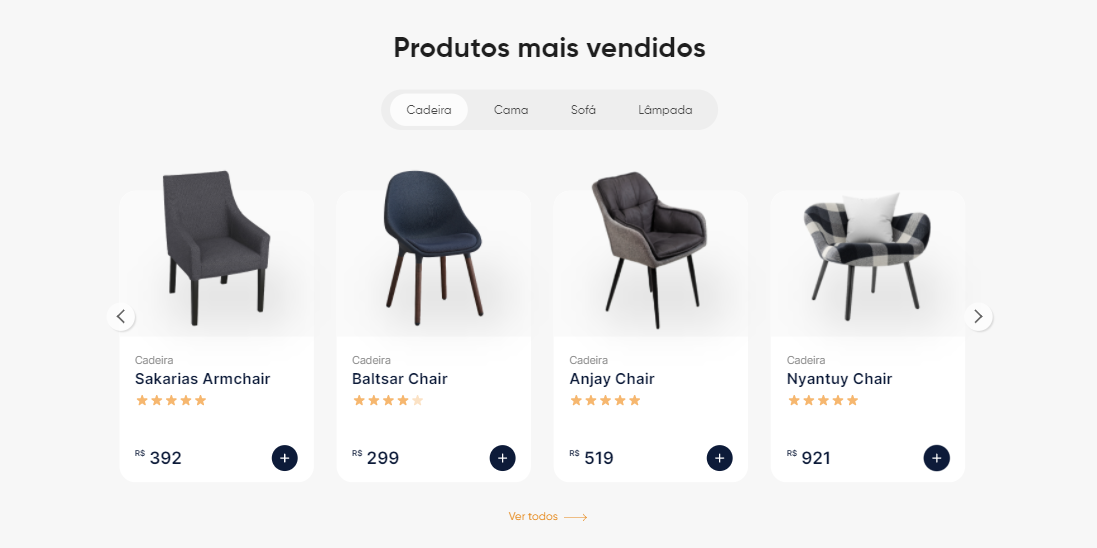 Produtos mais vendidos
Cadeira Cama Sofá Lâmpada
Cadeira
Sakarias Armchair
R$ 392
Cadeira
Baltsar Chair
R$ 299
Cadeira
Anjay Chair
R$ 519
Cadeira
Nyantuy Chair
R$ 921
Ver todos